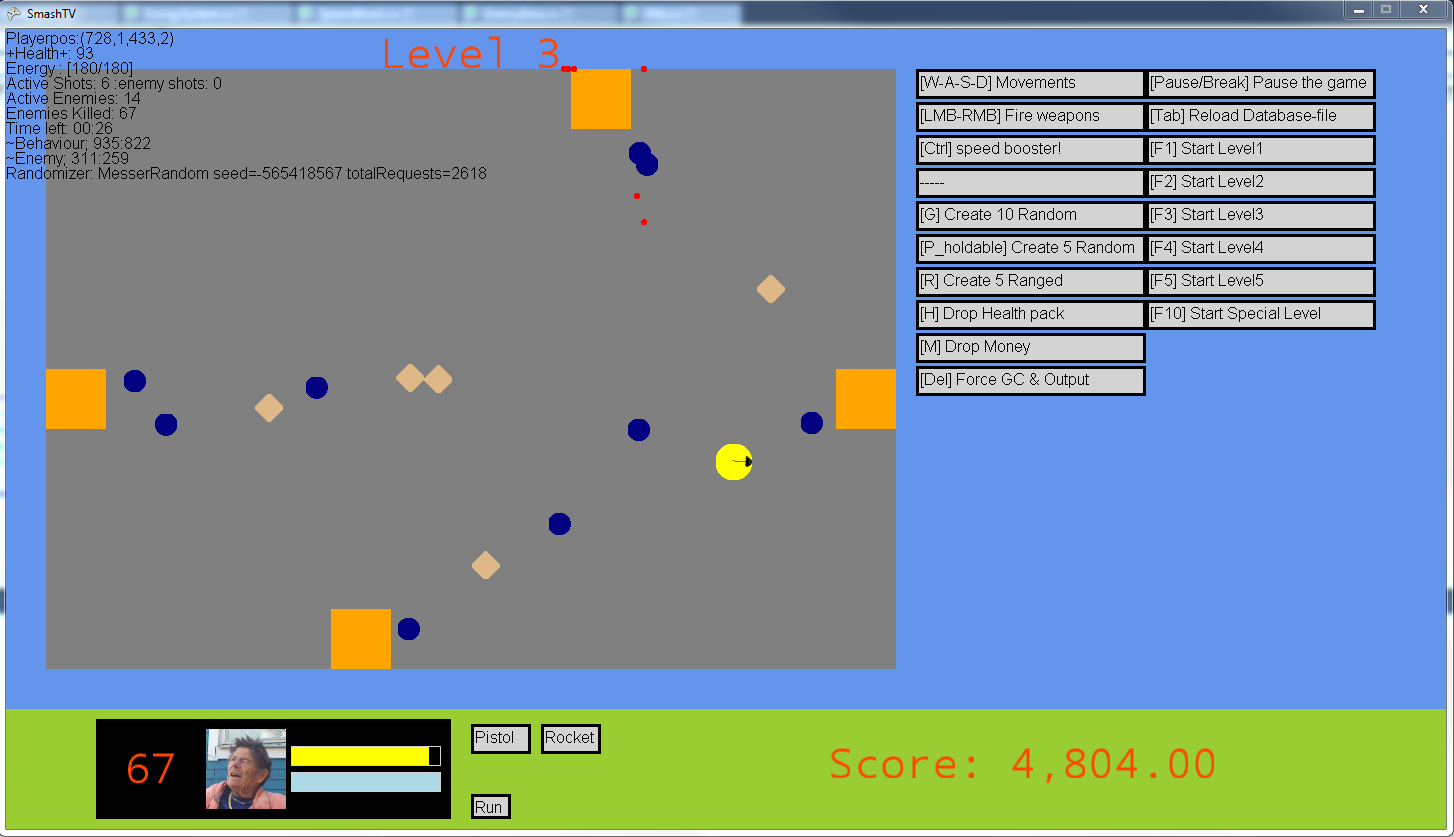 SmashTV
Playerpos:(728,1,433,2)
+Health+: 93
Energy : [180/180]
Active Shots: 6 :enemy shots: 0
Active Enemies: 14
Enemies Killed: 67
Time left: 00:26
~Behaviour; 935:822
~Enemy; 311:259
Randomizer: MesserRandom seed=-565418567 totalRequests=2618
Level 3
[W-A-S-D] Movements
[Pause/Break] Pause the game
[LMB-RMB] Fire weapons
[Tab] Reload Database-file
[Ctrl] speed booster!
[F1] Start Level1
-----
[F2] Start Level2
[G] Create 10 Random
[F3] Start Level3
[P_holdable] Create 5 Random
[F4] Start Level4
[R] Create 5 Ranged
[F5] Start Level5
[H] Drop Health pack
[F10] Start Special Level
[M] Drop Money
[Del] Force GC & Output
67
Pistol
Rocket
Run
Score: 4,804.00